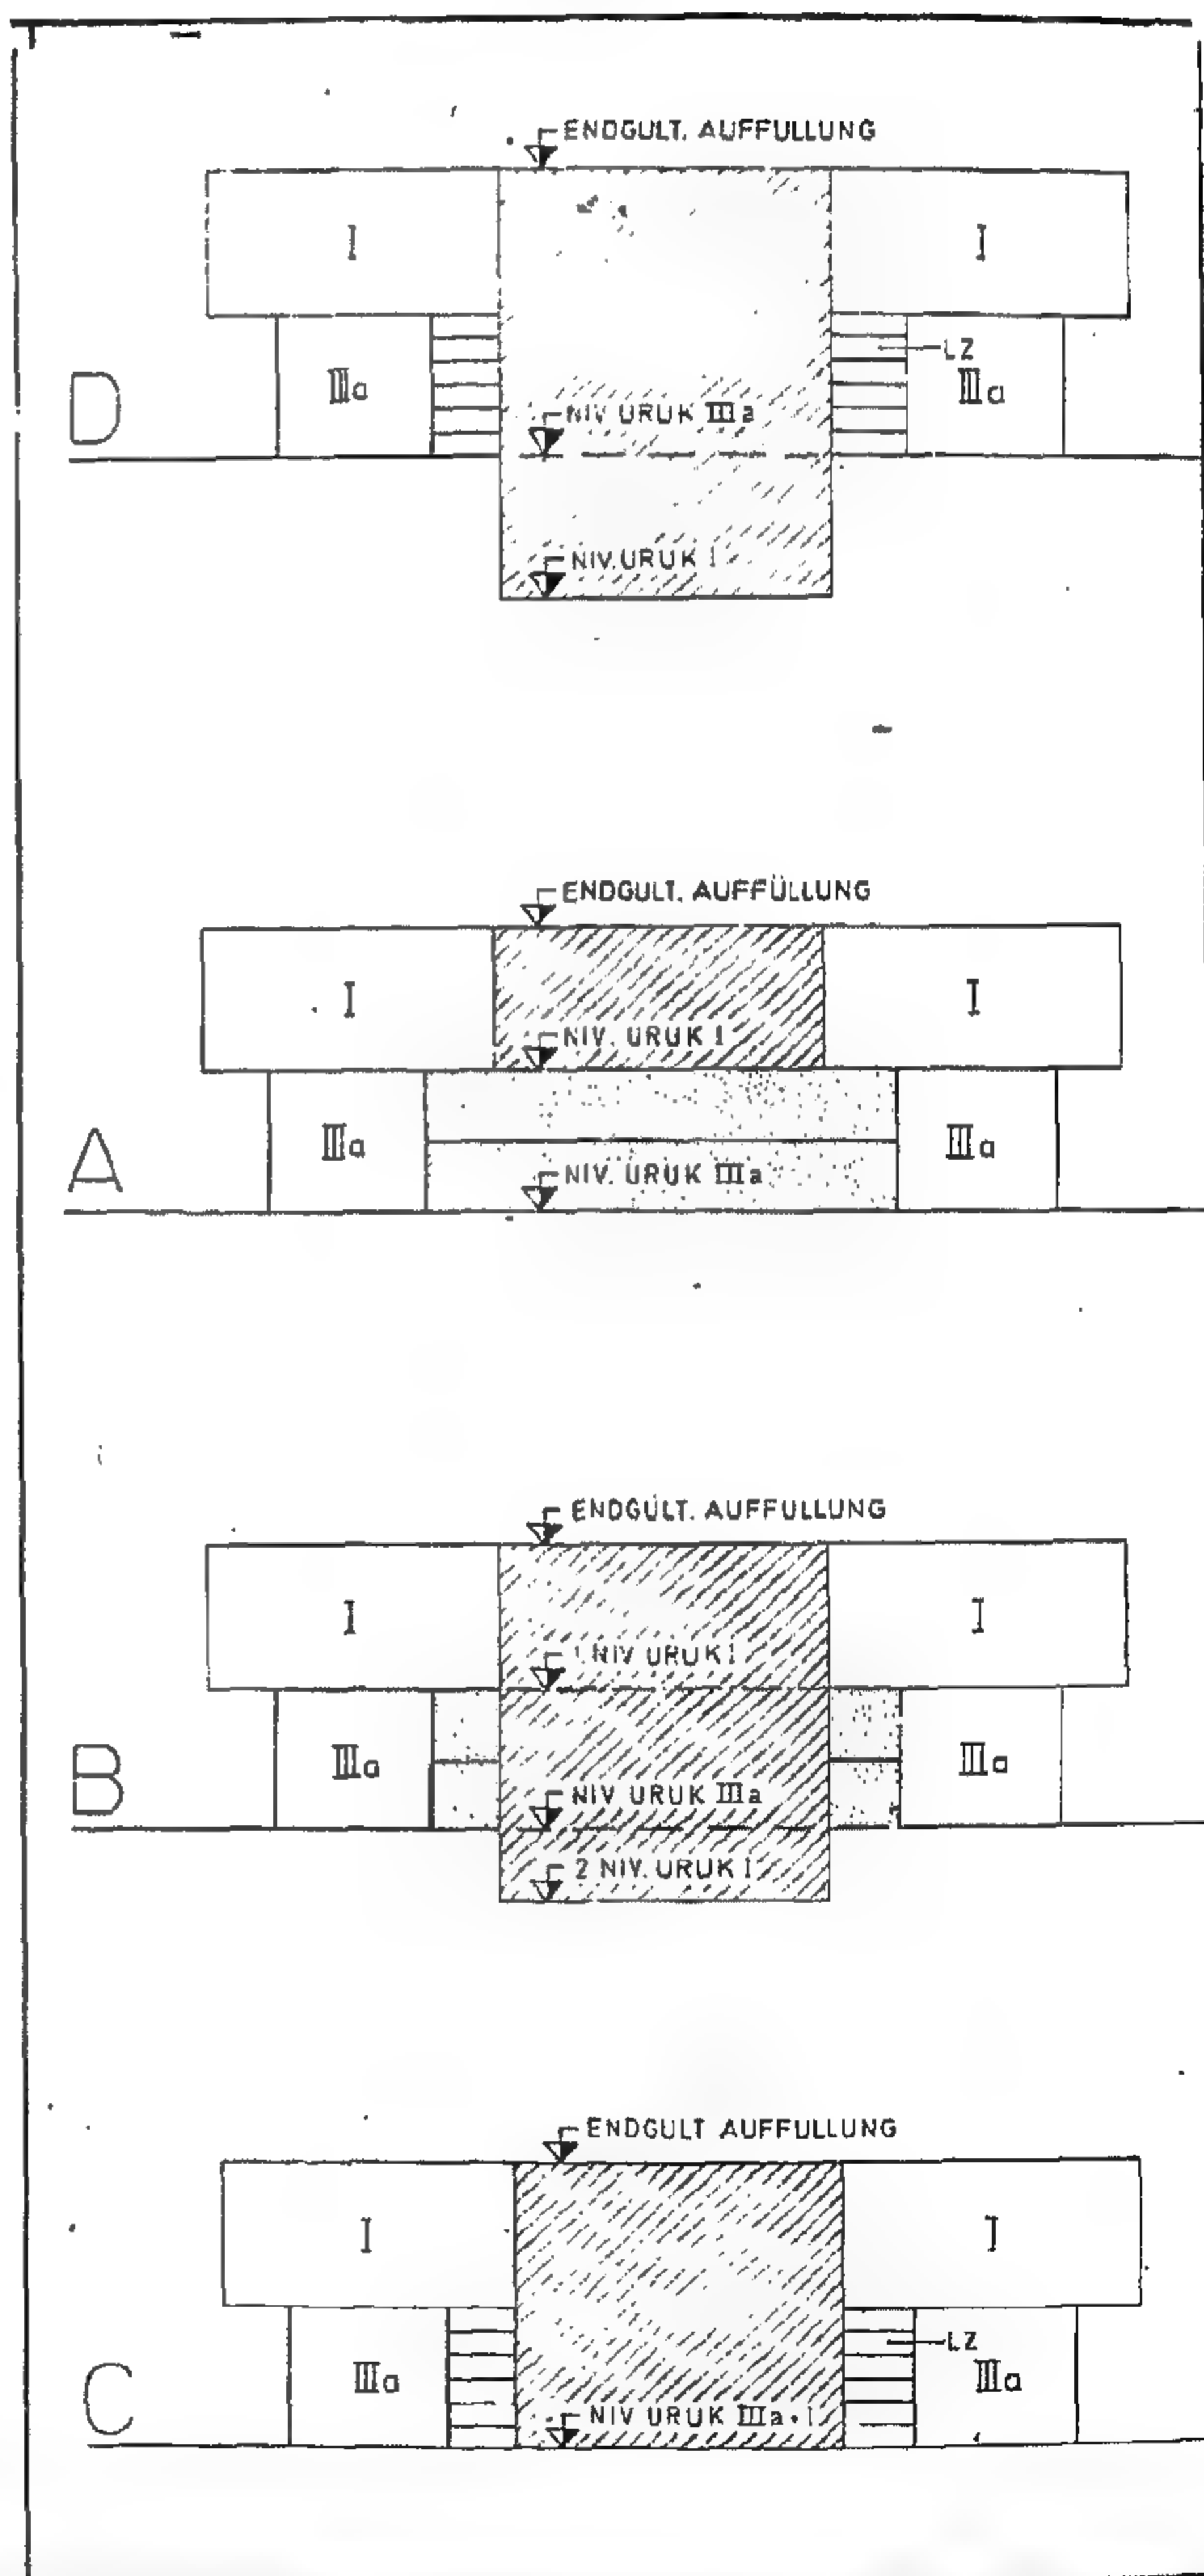 ENDGULT. AUFFULLUNG
I I
LZ
D IIIa IIIa
NIV URUK IIIa
NIV. URUK I
ENDGULT. AUFFÜLLUNG
I I
NIV. URUK I
A IIIa IIIa
NIV. URUK IIIa
ENDGÜLT. AUFFULLUNG
I I
1 NIV URUK I
B IIIa IIIa
NIV URUK IIIa
2 NIV. URUK I
ENDGULT AUFFULLUNG
I I
LZ
C IIIa IIIa
NIV URUK IIIa + I